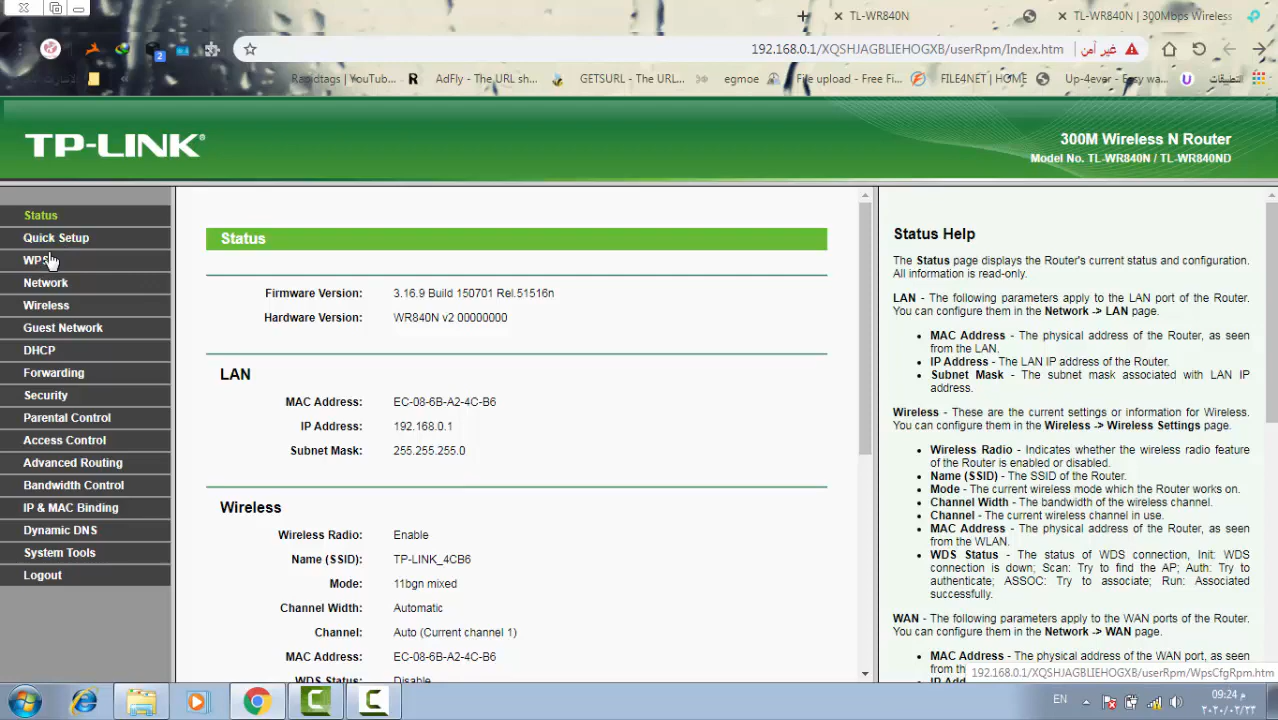 TL-WR840N
TL-WR840N | 300Mbps Wireless
192.168.0.1/XQSHJAGBLIEHOGXB/userRpm/Index.htm
غير آمن
2
Rapidtags | YouTub...
R
AdFly - The URL sh...
GETSURL - The URL...
egmoe
File upload - Free Fi...
FILE4NET | HOME
Up-4ever - Easy wa...
U
التطبيقات
TP-LINK®
300M Wireless N Router
Model No. TL-WR840N / TL-WR840ND
Status
Quick Setup
WPS
Network
Wireless
Guest Network
DHCP
Forwarding
Security
Parental Control
Access Control
Advanced Routing
Bandwidth Control
IP & MAC Binding
Dynamic DNS
System Tools
Logout
Status
Firmware Version: 3.16.9 Build 150701 Rel.51516n
Hardware Version: WR840N v2 00000000
LAN
MAC Address: EC-08-6B-A2-4C-B6
IP Address: 192.168.0.1
Subnet Mask: 255.255.255.0
Wireless
Wireless Radio: Enable
Name (SSID): TP-LINK_4CB6
Mode: 11bgn mixed
Channel Width: Automatic
Channel: Auto (Current channel 1)
MAC Address: EC-08-6B-A2-4C-B6
WDS Status: Disable
Status Help
The Status page displays the Router's current status and configuration.
All information is read-only.
LAN - The following parameters apply to the LAN port of the Router.
You can configure them in the Network -> LAN page.
MAC Address - The physical address of the Router, as seen
from the LAN.
IP Address - The LAN IP address of the Router.
Subnet Mask - The subnet mask associated with LAN IP
address.
Wireless - These are the current settings or information for Wireless.
You can configure them in the Wireless -> Wireless Settings page.
Wireless Radio - Indicates whether the wireless radio feature
of the Router is enabled or disabled.
Name (SSID) - The SSID of the Router.
Mode - The current wireless mode which the Router works on.
Channel Width - The bandwidth of the wireless channel.
Channel - The current wireless channel in use.
MAC Address - The physical address of the Router, as seen
from the WLAN.
WDS Status - The status of WDS connection, Init: WDS
connection is down; Scan: Try to find the AP; Auth: Try to
authenticate; ASSOC: Try to associate; Run: Associated
successfully.
WAN - The following parameters apply to the WAN ports of the Router.
You can configure them in the Network -> WAN page.
MAC Address - The physical address of the WAN port, as seen
from th
IP Add
192.168.0.1/XQSHJAGBLIEHOGXB/userRpm/WpsCfgRpm.htm
EN
09:24 م
٢٠٢٠/٠٢/٢٣